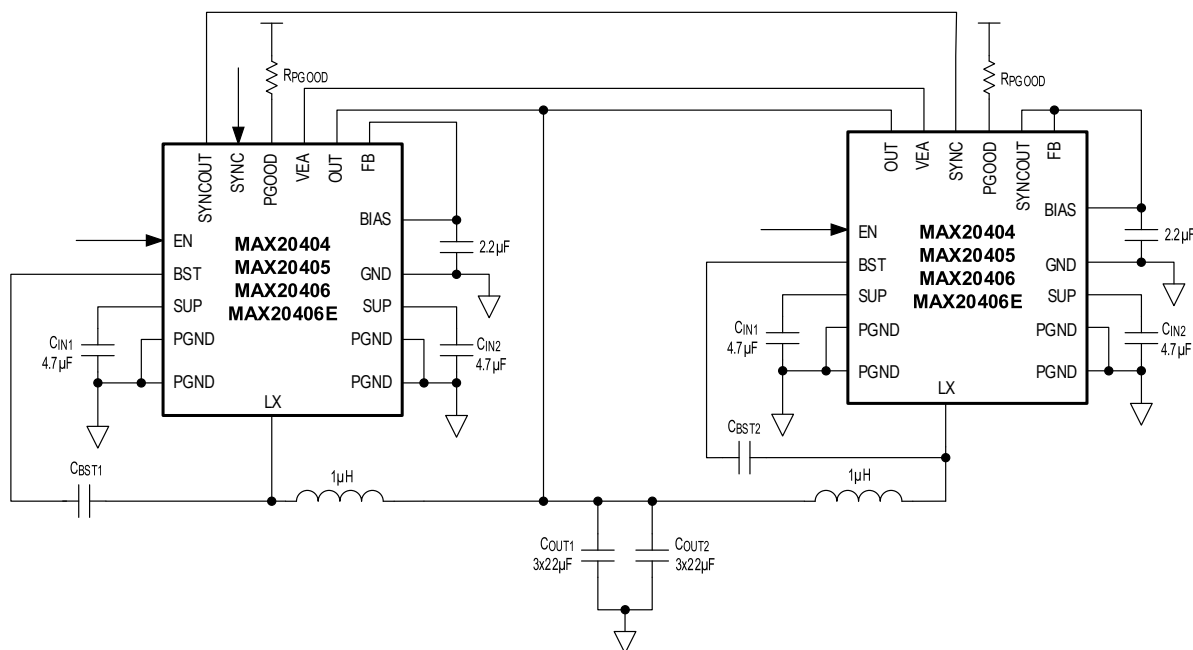 RPGOOD
RPGOOD
SYNCOUT
SYNC
PGOOD
VEA
OUT
FB
BIAS
EN
MAX20404
2.2µF
MAX20405
BST
GND
MAX20406
SUP
SUP
MAX20406E
CIN1
4.7µF
PGND
PGND
CIN2
4.7µF
PGND
PGND
LX
CBST1
1µH
OUT
VEA
SYNC
PGOOD
SYNCOUT
FB
BIAS
EN
MAX20404
2.2µF
MAX20405
BST
GND
MAX20406
SUP
SUP
MAX20406E
CIN1
4.7µF
PGND
PGND
CIN2
4.7µF
PGND
PGND
LX
CBST2
1µH
COUT1
3x22µF
COUT2
3x22µF